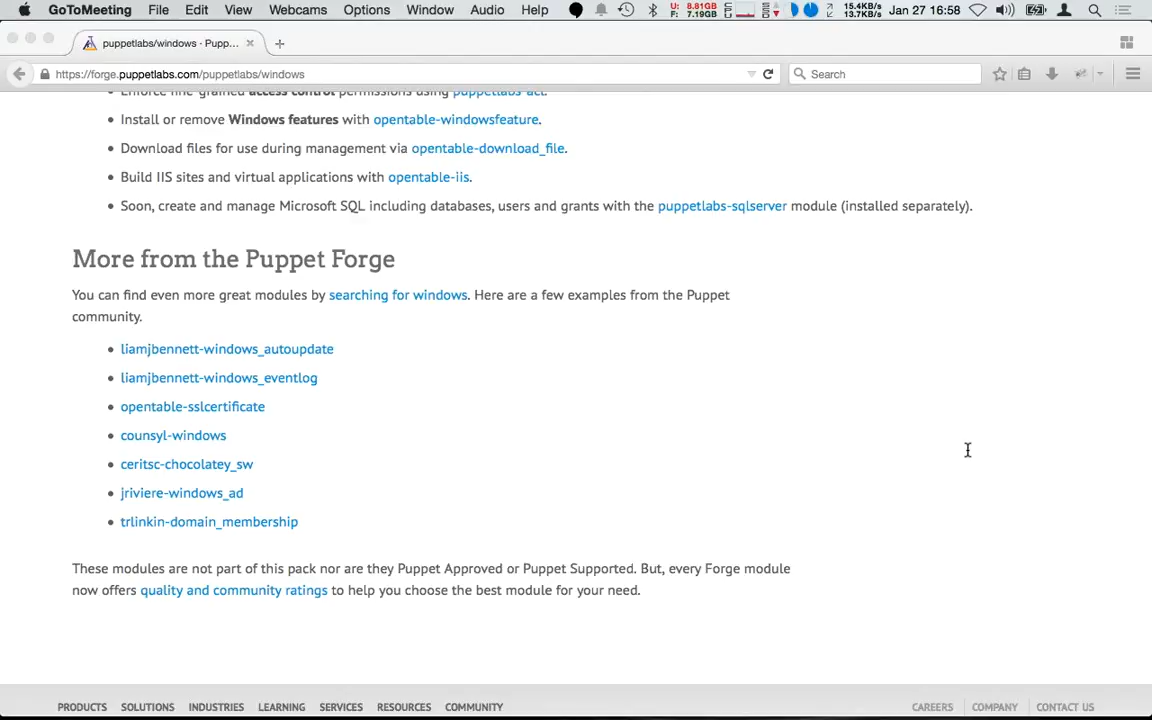 GoToMeeting File Edit View Webcams Options Window Audio Help U: 8.81GB F: 7.19GB 15.4KB/s 13.7KB/s Jan 27 16:58
puppetlabs/windows · Pupp...
https://forge.puppetlabs.com/puppetlabs/windows Search
Enforce fine-grained access control permissions using puppetlabs-acl.
Install or remove Windows features with opentable-windowsfeature.
Download files for use during management via opentable-download_file.
Build IIS sites and virtual applications with opentable-iis.
Soon, create and manage Microsoft SQL including databases, users and grants with the puppetlabs-sqlserver module (installed separately).
More from the Puppet Forge
You can find even more great modules by searching for windows. Here are a few examples from the Puppet
community.
liamjbennett-windows_autoupdate
liamjbennett-windows_eventlog
opentable-sslcertificate
counsyl-windows
ceritsc-chocolatey_sw
jriviere-windows_ad
trlinkin-domain_membership
These modules are not part of this pack nor are they Puppet Approved or Puppet Supported. But, every Forge module
now offers quality and community ratings to help you choose the best module for your need.
PRODUCTS SOLUTIONS INDUSTRIES LEARNING SERVICES RESOURCES COMMUNITY CAREERS COMPANY CONTACT US